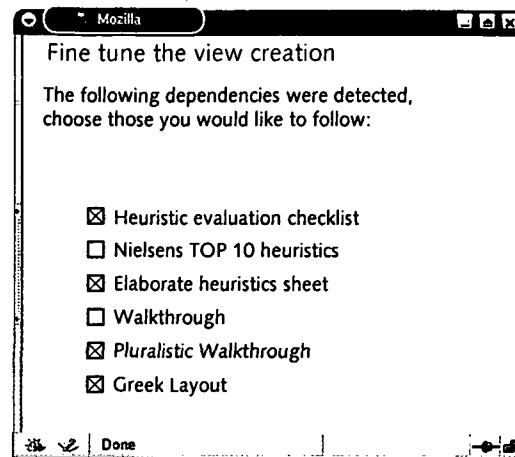 Mozilla
Fine tune the view creation
The following dependencies were detected,
choose those you would like to follow:
Heuristic evaluation checklist
Nielsens TOP 10 heuristics
Elaborate heuristics sheet
Walkthrough
Pluralistic Walkthrough
Greek Layout
Done